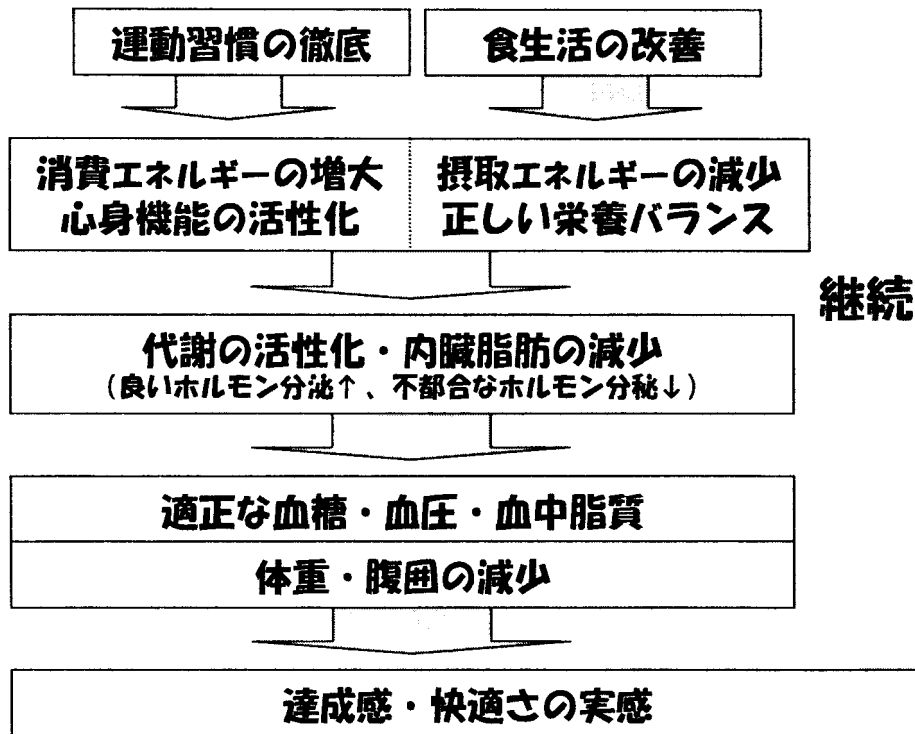 運動習慣の徹底
食生活の改善
消費エネルギーの増大
心身機能の活性化
摂取エネルギーの減少
正しい栄養バランス
継続
代謝の活性化・内臓脂肪の減少
(良いホルモン分泌↑、不都合なホルモン分秘↓)
適正な血糖・血圧・血中脂質
体重・腹囲の減少
達成感・快適さの実感